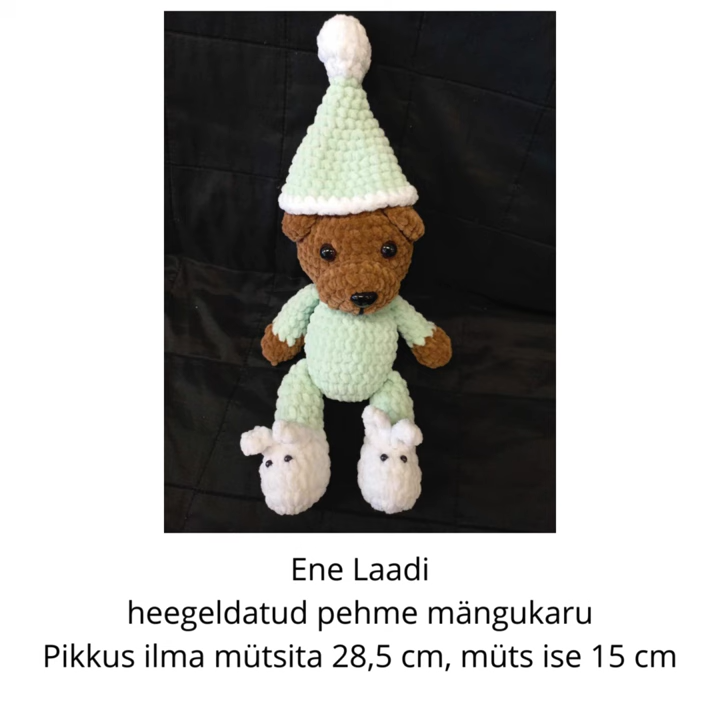 Ene Laadi
heegeldatud pehme mängukaru
Pikkus ilma mütsita 28,5 cm, müts ise 15 cm